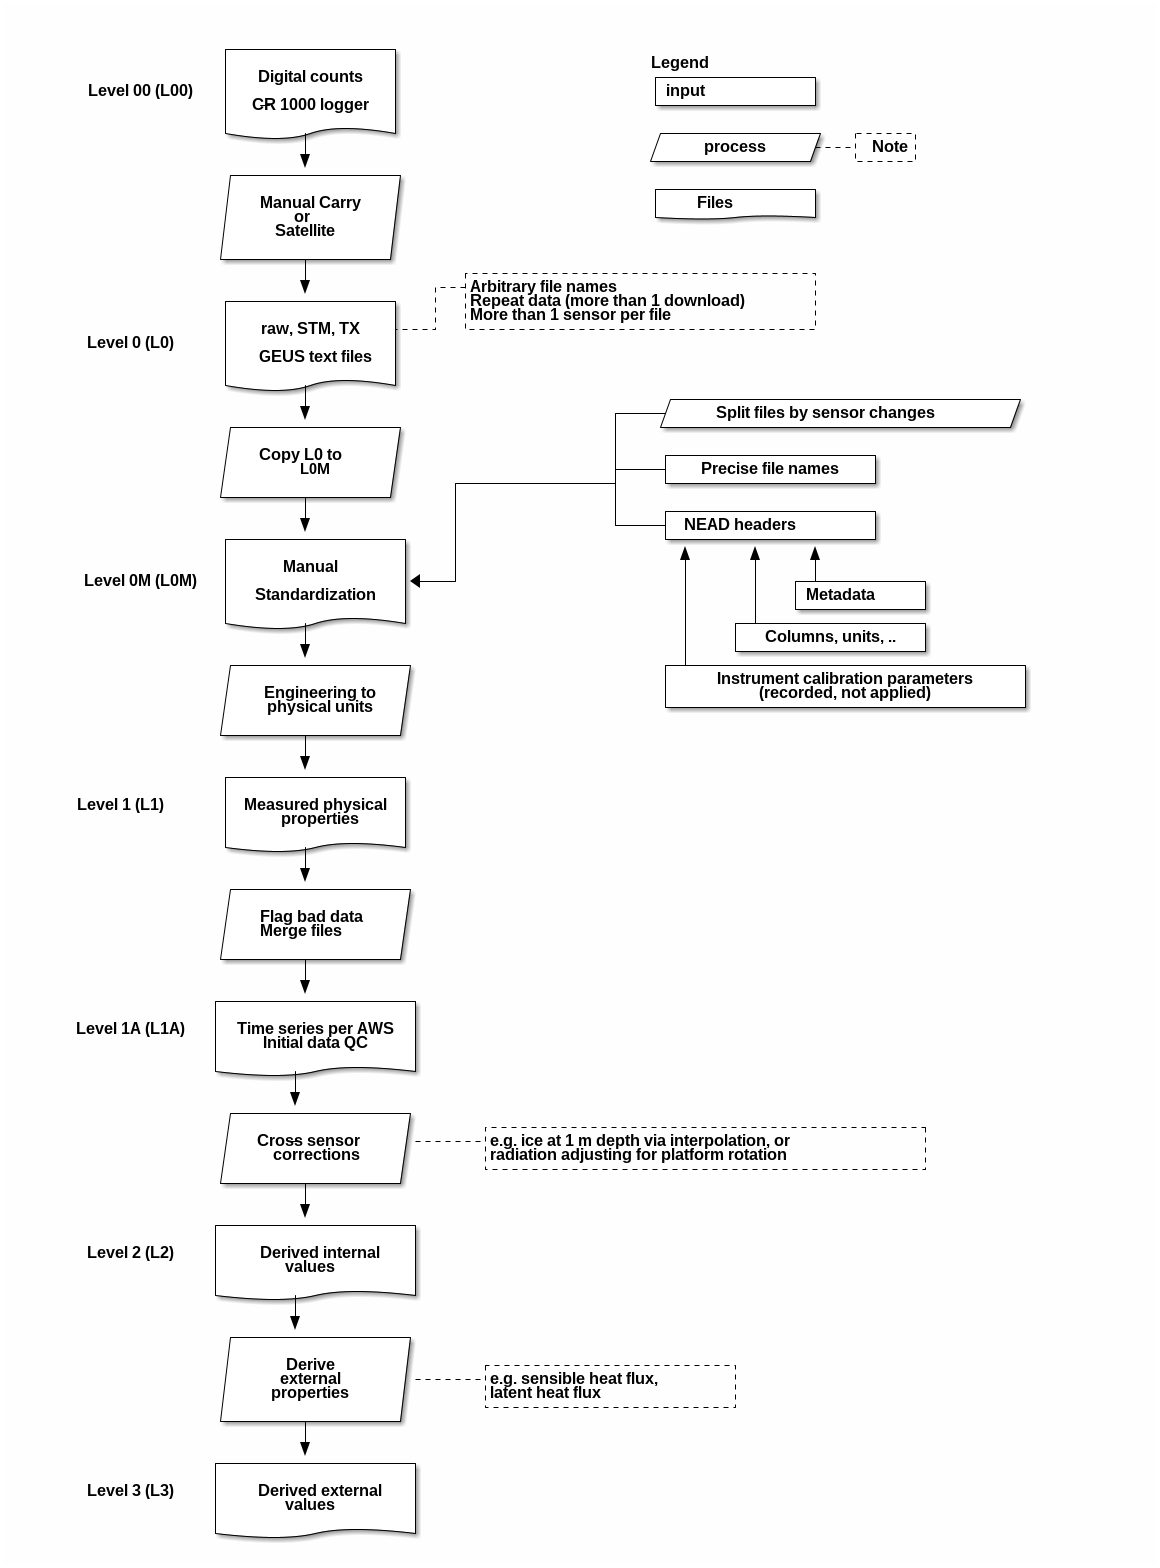 Legend
input
process
Note
Files
Level 00 (L00)
Digital counts
CR 1000 logger
Manual Carry
or
Satellite
Level 0 (L0)
raw, STM, TX
GEUS text files
Arbitrary file names
Repeat data (more than 1 download)
More than 1 sensor per file
Copy L0 to
L0M
Level 0M (L0M)
Manual
Standardization
Split files by sensor changes
Precise file names
NEAD headers
Metadata
Columns, units, ..
Instrument calibration parameters
(recorded, not applied)
Engineering to
physical units
Level 1 (L1)
Measured physical
properties
Flag bad data
Merge files
Level 1A (L1A)
Time series per AWS
Initial data QC
Cross sensor
corrections
e.g. ice at 1 m depth via interpolation, or
radiation adjusting for platform rotation
Level 2 (L2)
Derived internal
values
Derive
external
properties
e.g. sensible heat flux,
latent heat flux
Level 3 (L3)
Derived external
values